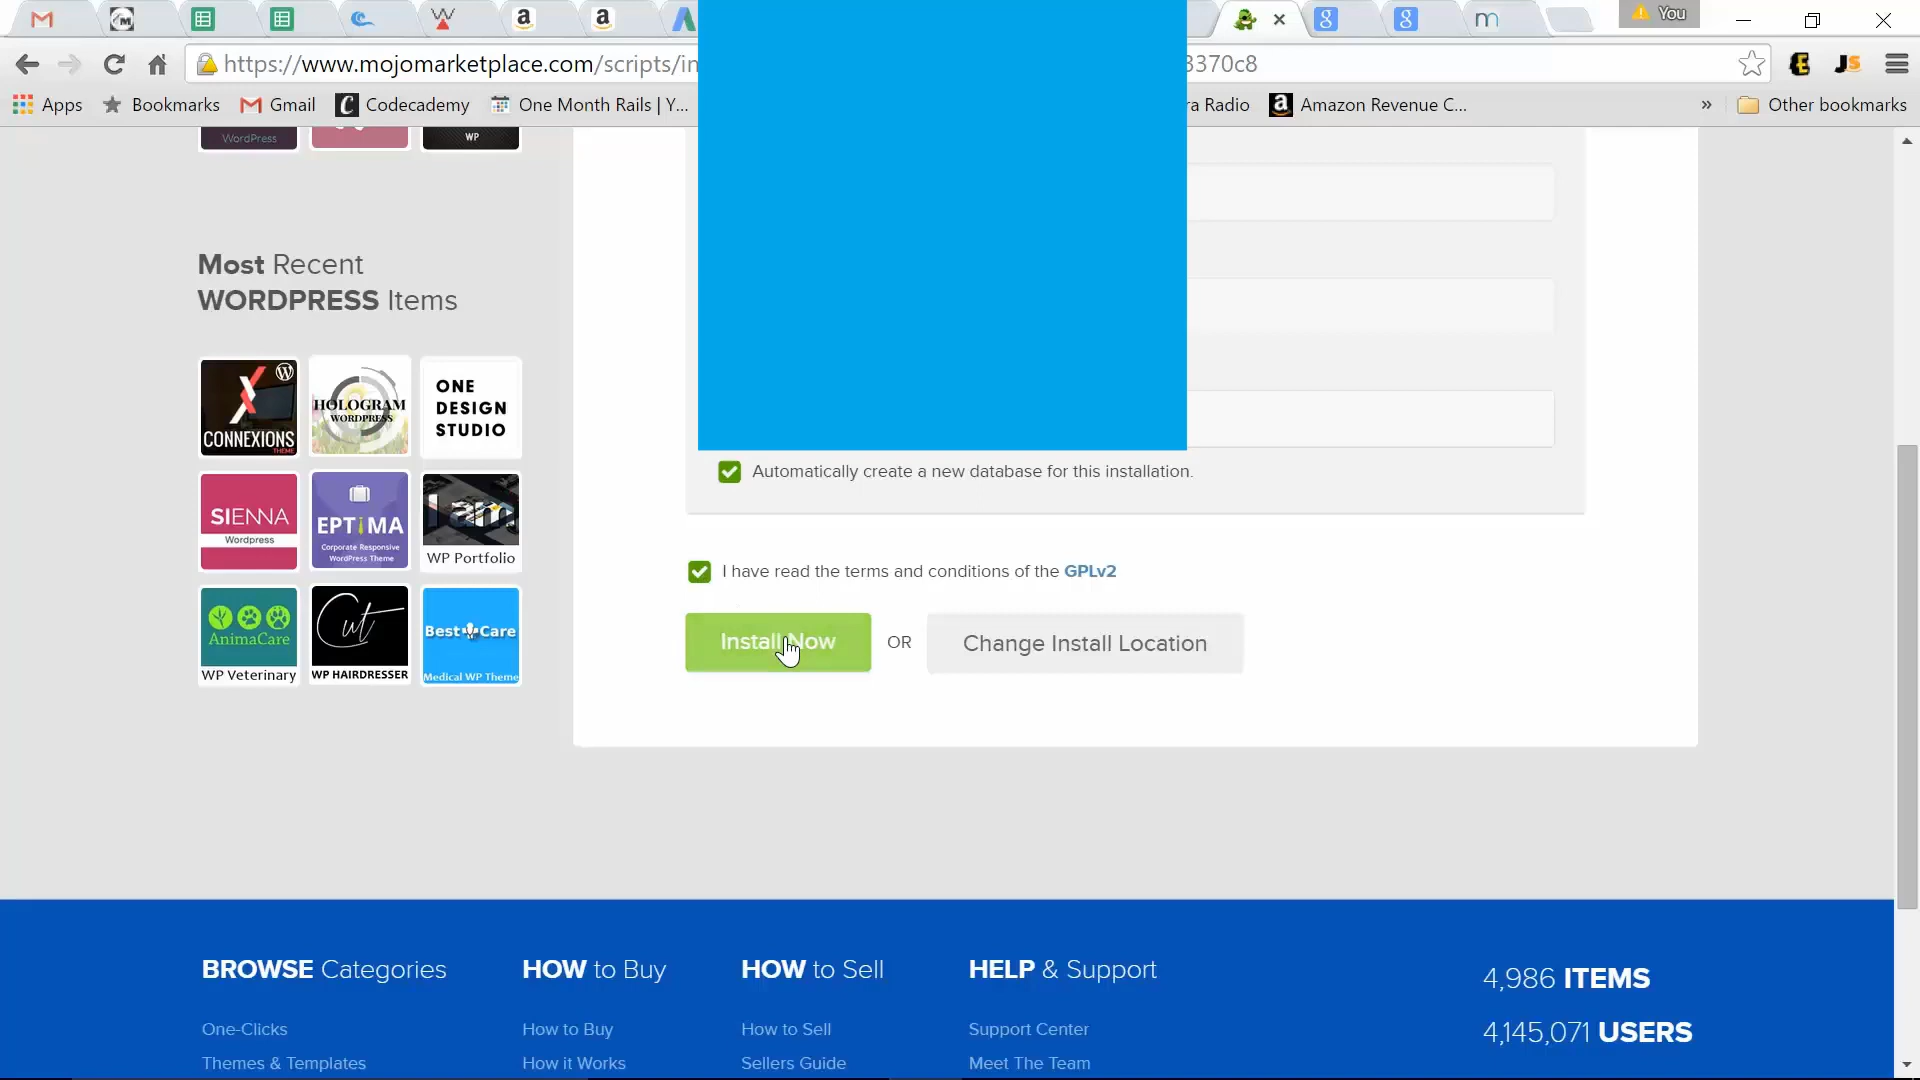 You
https://www.mojomarketplace.com/scripts/in
3370c8
Apps
Bookmarks
Gmail
Codecademy
One Month Rails | Y...
ra Radio
Amazon Revenue C...
»
Other bookmarks
WordPress
WP
Most Recent
WORDPRESS Items
CONNEXIONS
THEME
HOLOGRAM
WORDPRESS
ONE
DESIGN
STUDIO
SIENNA
Wordpress
EPTIMA
Corporate Responsive
WordPress Theme
I am
WP Portfolio
AnimaCare
WP Veterinary
Cut
WP HAIRDRESSER
Best Care
Medical WP Theme
Automatically create a new database for this installation.
I have read the terms and conditions of the GPLv2
Install Now
OR
Change Install Location
BROWSE Categories
One-Clicks
Themes & Templates
HOW to Buy
How to Buy
How it Works
HOW to Sell
How to Sell
Sellers Guide
HELP & Support
Support Center
Meet The Team
4,986 ITEMS
4,145,071 USERS